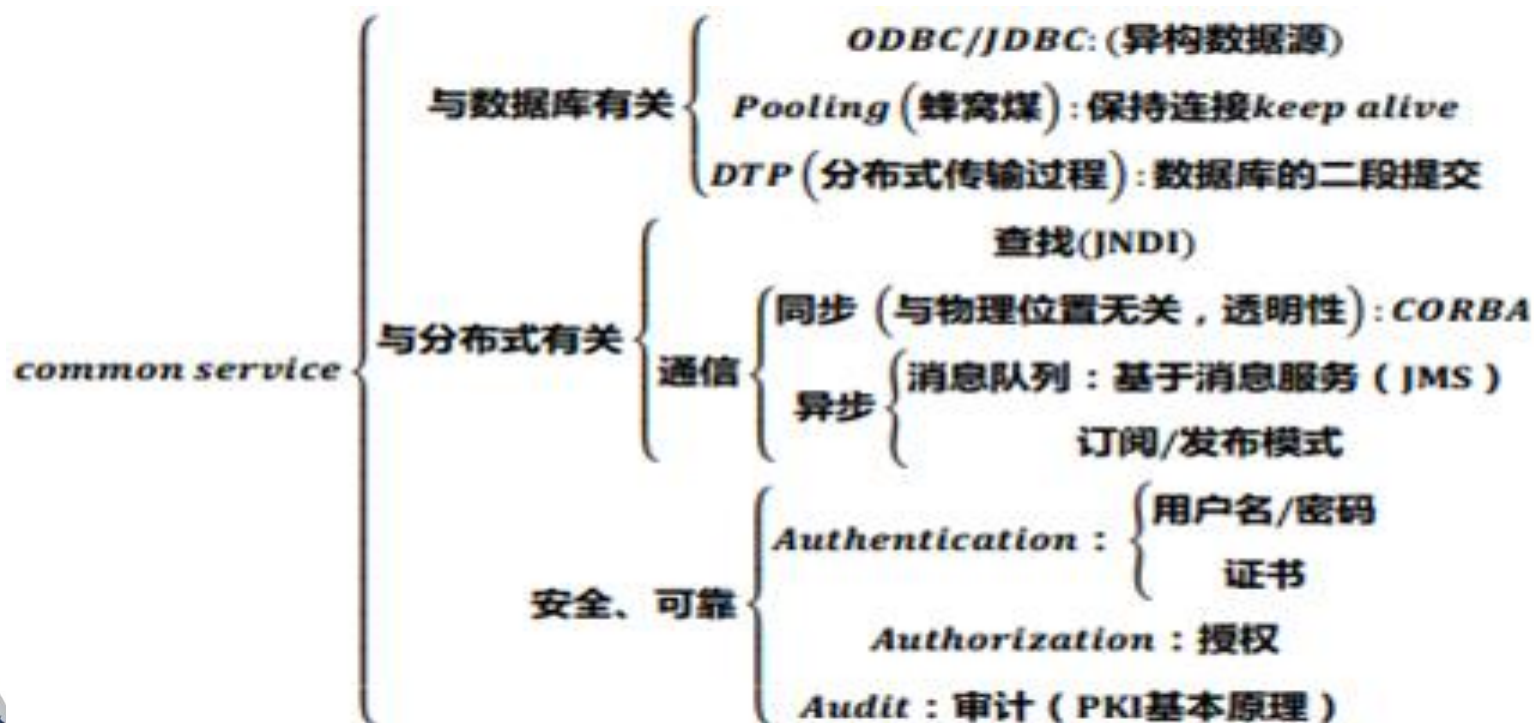 ODBC/JDBC:(异构数据源)
与数据库有关
Pooling(蜂窝煤):保持连接keep alive
DTP(分布式传输过程):数据库的二段提交
查找(JNDI)
同步(与物理位置无关，透明性):CORBA
与分布式有关
common service
通信
消息队列：基于消息服务（JMS）
异步
订阅/发布模式
用户名/密码
Authentication：
证书
安全、可靠
Authorization：授权
Audit：审计（PKI基本原理）